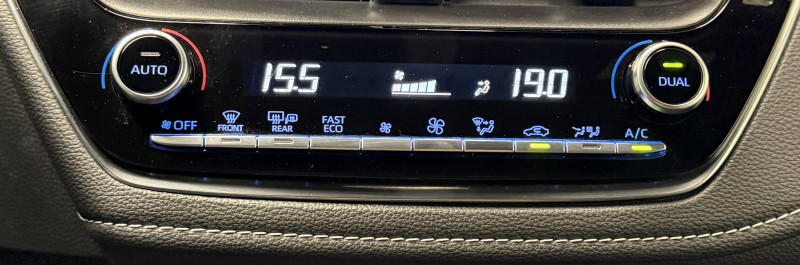 AUTO
15.5
19.0
DUAL
OFF
FRONT
REAR
FAST
ECO
A/C